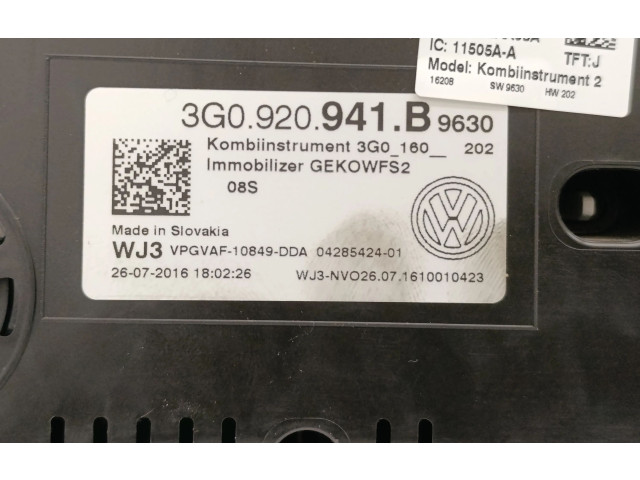 IC: 11505A-A
TFT:J
Model: Kombiinstrument 2
16208 SW 9630 HW 202
3G0.920.941.B 9630
Kombiinstrument 3G0_160__ 202
Immobilizer GEKOWFS2
08S
Made in Slovakia
WJ3 VPGVAF-10849-DDA 04285424-01
26-07-2016 18:02:26 WJ3-NVO26.07.1610010423